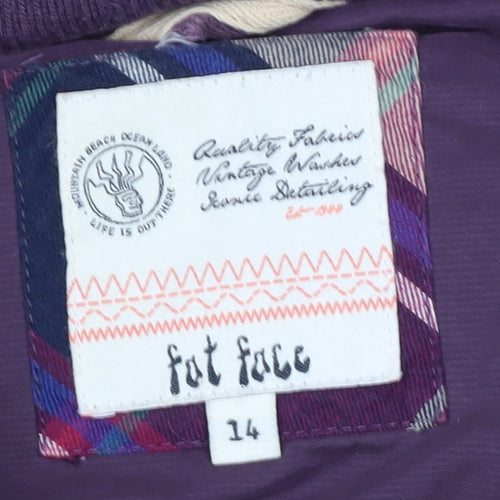 MOUNTAIN BEACH OCEAN LAND
- LIFE IS OUT THERE -
Quality Fabrics
Vintage Washes
Iconic Detailing
Est 1988
fat face
14